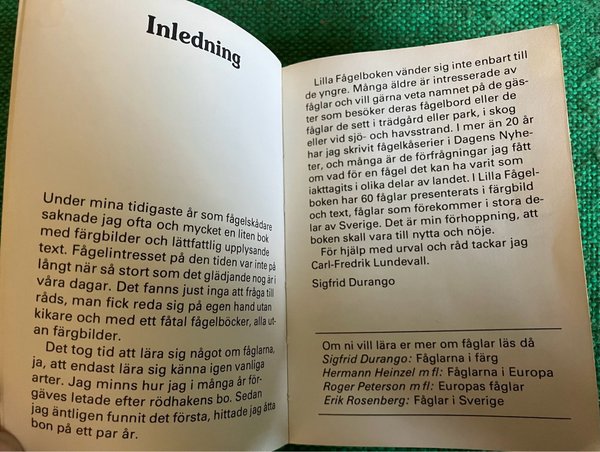 Inledning
Under mina tidigaste år som fågelskådare
saknade jag ofta och mycket en liten bok
med färgbilder och lättfattlig upplysande
text. Fågelintresset på den tiden var inte på
långt när så stort som det glädjande nog är i
våra dagar. Det fanns just inga att fråga till
råds, man fick reda sig på egen hand utan
kikare och med ett fåtal fågelböcker, alla ut-
an färgbilder.
Det tog tid att lära sig något om fåglarna,
ja, att endast lära sig känna igen vanliga
arter. Jag minns hur jag i många år för-
gäves letade efter rödhakens bo. Sedan
jag äntligen funnit det första, hittade jag åtta
bon på ett par år.
Lilla Fågelboken vänder sig inte enbart till
de yngre. Många äldre är intresserade av
fåglar och vill gärna veta namnet på de gäs-
ter som besöker deras fågelbord eller de
fåglar de sett i trädgård eller park, i skog
eller vid sjö- och havsstrand. I mer än 20 år
har jag skrivit fågelkåserier i Dagens Nyhe-
ter, och många är de förfrågningar jag fått
om vad för en fågel det kan ha varit som
iakttagits i olika delar av landet. I Lilla Fågel-
boken har 60 fåglar presenterats i färgbild
och text, fåglar som förekommer i stora de-
lar av Sverige. Det är min förhoppning, att
boken skall vara till nytta och nöje.
För hjälp med urval och råd tackar jag
Carl-Fredrik Lundevall.
Sigfrid Durango
Om ni vill lära er mer om fåglar läs då
Sigfrid Durango: Fåglarna i färg
Hermann Heinzel m fl: Fåglarna i Europa
Roger Peterson m fl: Europas fåglar
Erik Rosenberg: Fåglar i Sverige